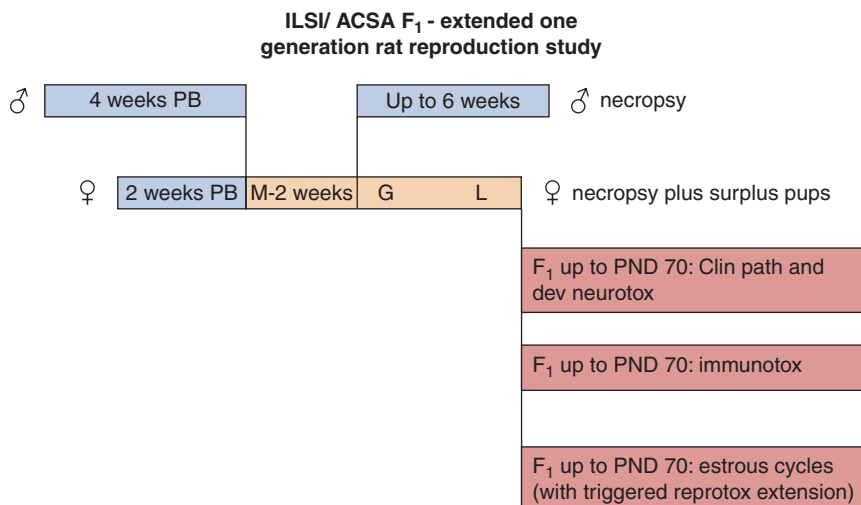 ILSI/ ACSA F₁ - extended one
generation rat reproduction study
♂ 4 weeks PB Up to 6 weeks ♂ necropsy
♀ 2 weeks PB M-2 weeks G L ♀ necropsy plus surplus pups
F₁ up to PND 70: Clin path and
dev neurotox
F₁ up to PND 70: immunotox
F₁ up to PND 70: estrous cycles
(with triggered reprotox extension)